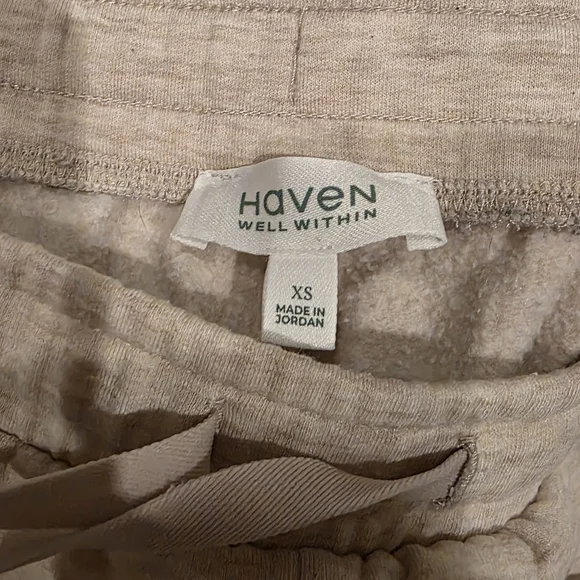 Haven
WELL WITHIN
XS
MADE IN
JORDAN